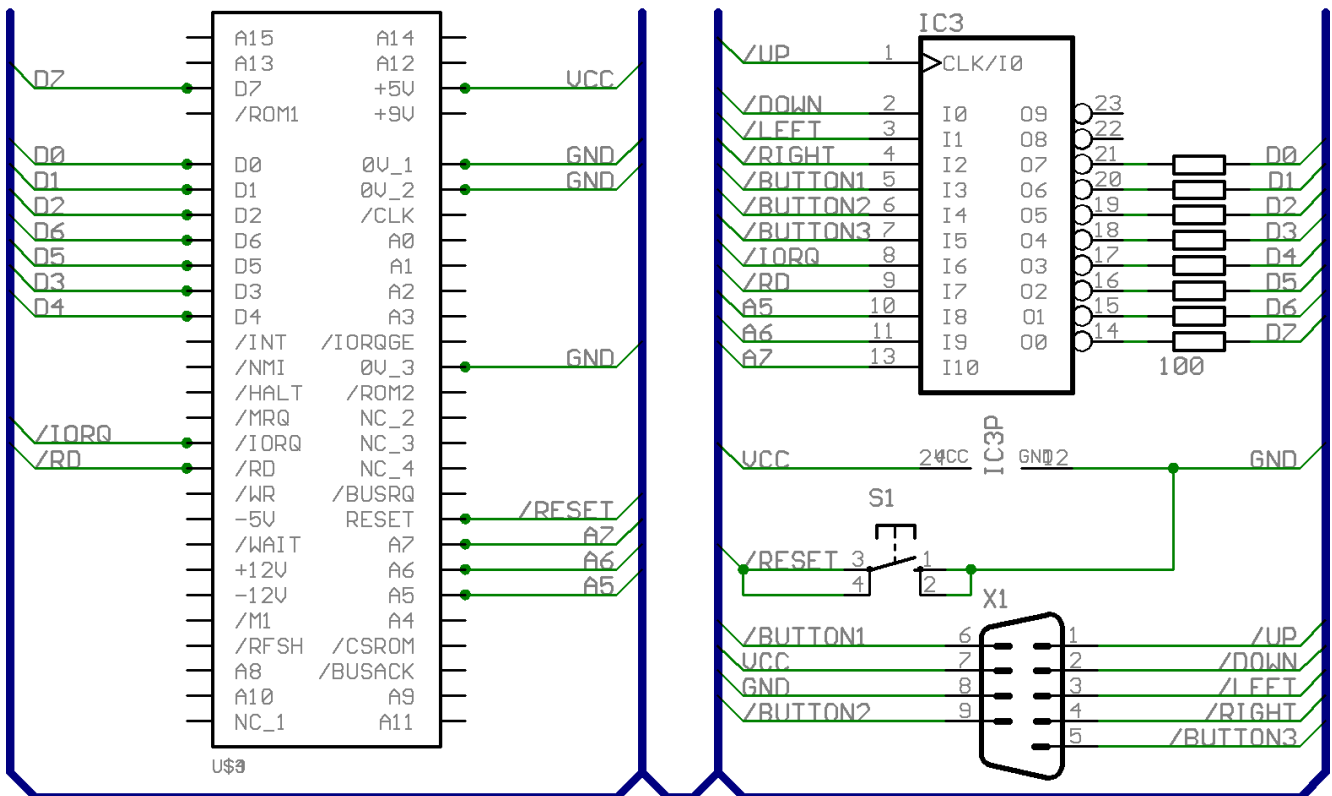 A15 A14
A13 A12
D7 D7 +5V VCC
/ROM1 +9V
D0 D0 0V_1 GND
D1 D1 0V_2 GND
D2 D2 /CLK
D6 D6 A0
D5 D5 A1
D3 D3 A2
D4 D4 A3
/INT /IORQGE
/NMI 0V_3 GND
/HALT /ROM2
/MRQ NC_2
/IORQ /IORQ NC_3
/RD /RD NC_4
/WR /BUSRQ
-5V RESET /RESET
/WAIT A7 A7
+12V A6 A6
-12V A5 A5
/M1 A4
/RFSH /CSROM
A8 /BUSACK
A10 A9
NC_1 A11
IC3
/UP 1 CLK/I0
/DOWN 2 I0 O9 23
/LEFT 3 I1 O8 22
/RIGHT 4 I2 O7 21 D0
/BUTTON1 5 I3 O6 20 D1
/BUTTON2 6 I4 O5 19 D2
/BUTTON3 7 I5 O4 18 D3
/IORQ 8 I6 O3 17 D4
/RD 9 I7 O2 16 D5
A5 10 I8 O1 15 D6
A6 11 I9 O0 14 D7
A7 13 I10
100
VCC 24 VCC IC3P GND 12 GND
S1
/RESET 3 1
4 2
X1
/BUTTON1 6 1 /UP
VCC 7 2 /DOWN
GND 8 3 /LEFT
/BUTTON2 9 4 /RIGHT
5 /BUTTON3